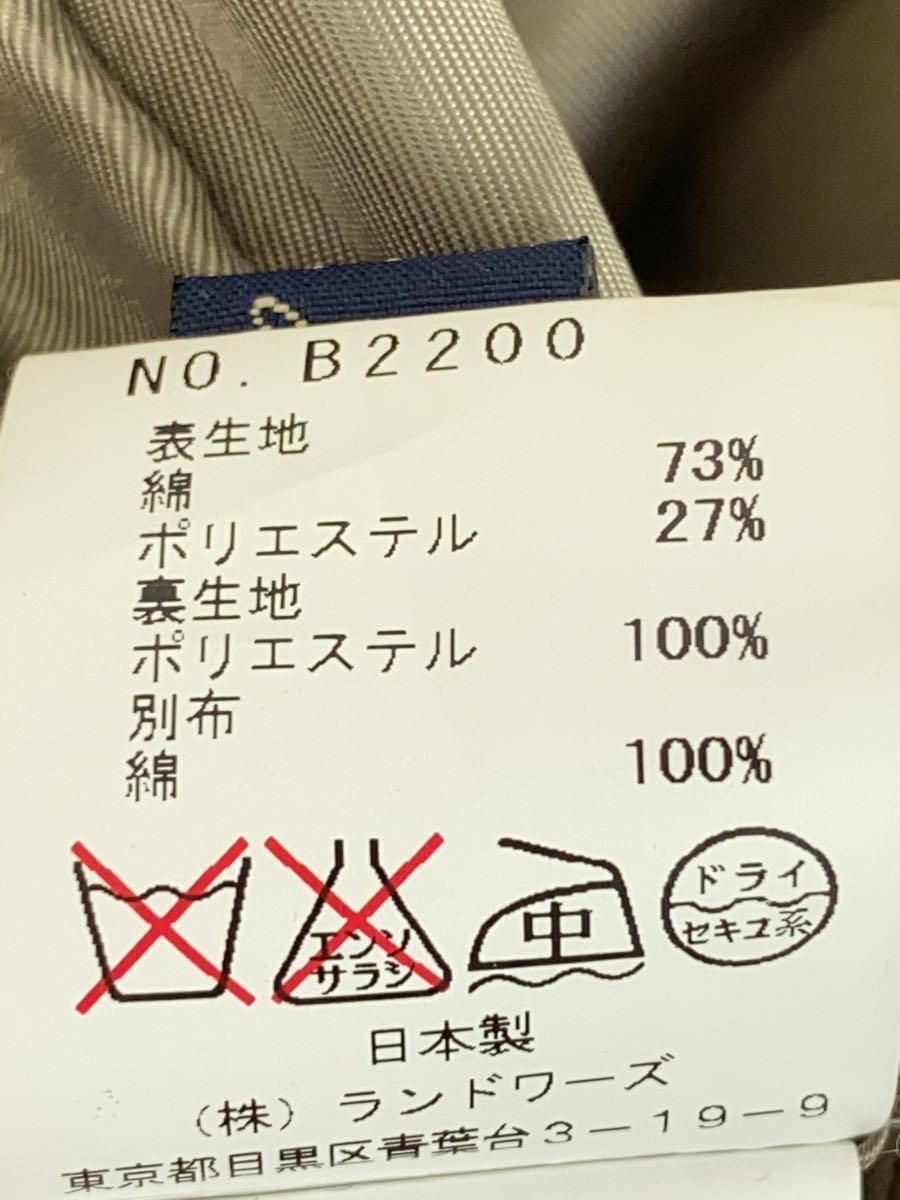 NO. B2200
表生地
綿 73%
ポリエステル 27%
裏生地
ポリエステル 100%
別布
綿 100%
エンソ
サラシ
中
ドライ
セキユ系
日本製
(株) ランドワーズ
東京都目黒区青葉台3-19-9